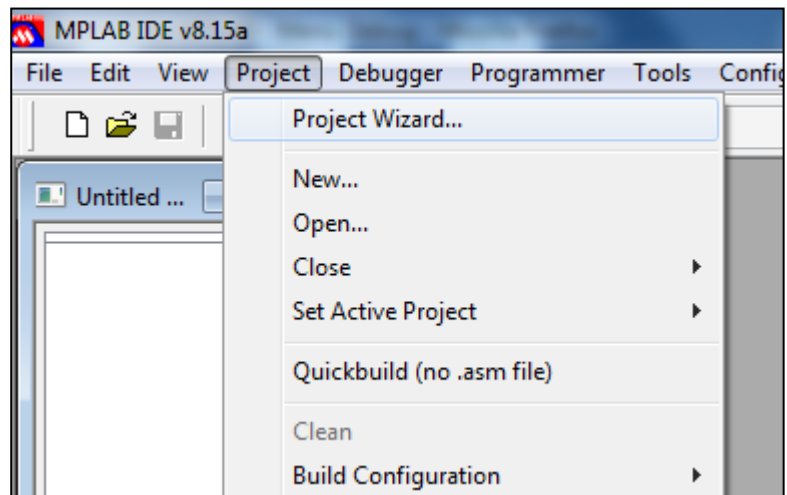 MPLAB IDE v8.15a
File Edit View Project Debugger Programmer Tools
Project Wizard...
Untitled ...
New...
Open...
Close
Set Active Project
Quickbuild (no .asm file)
Clean
Build Configuration